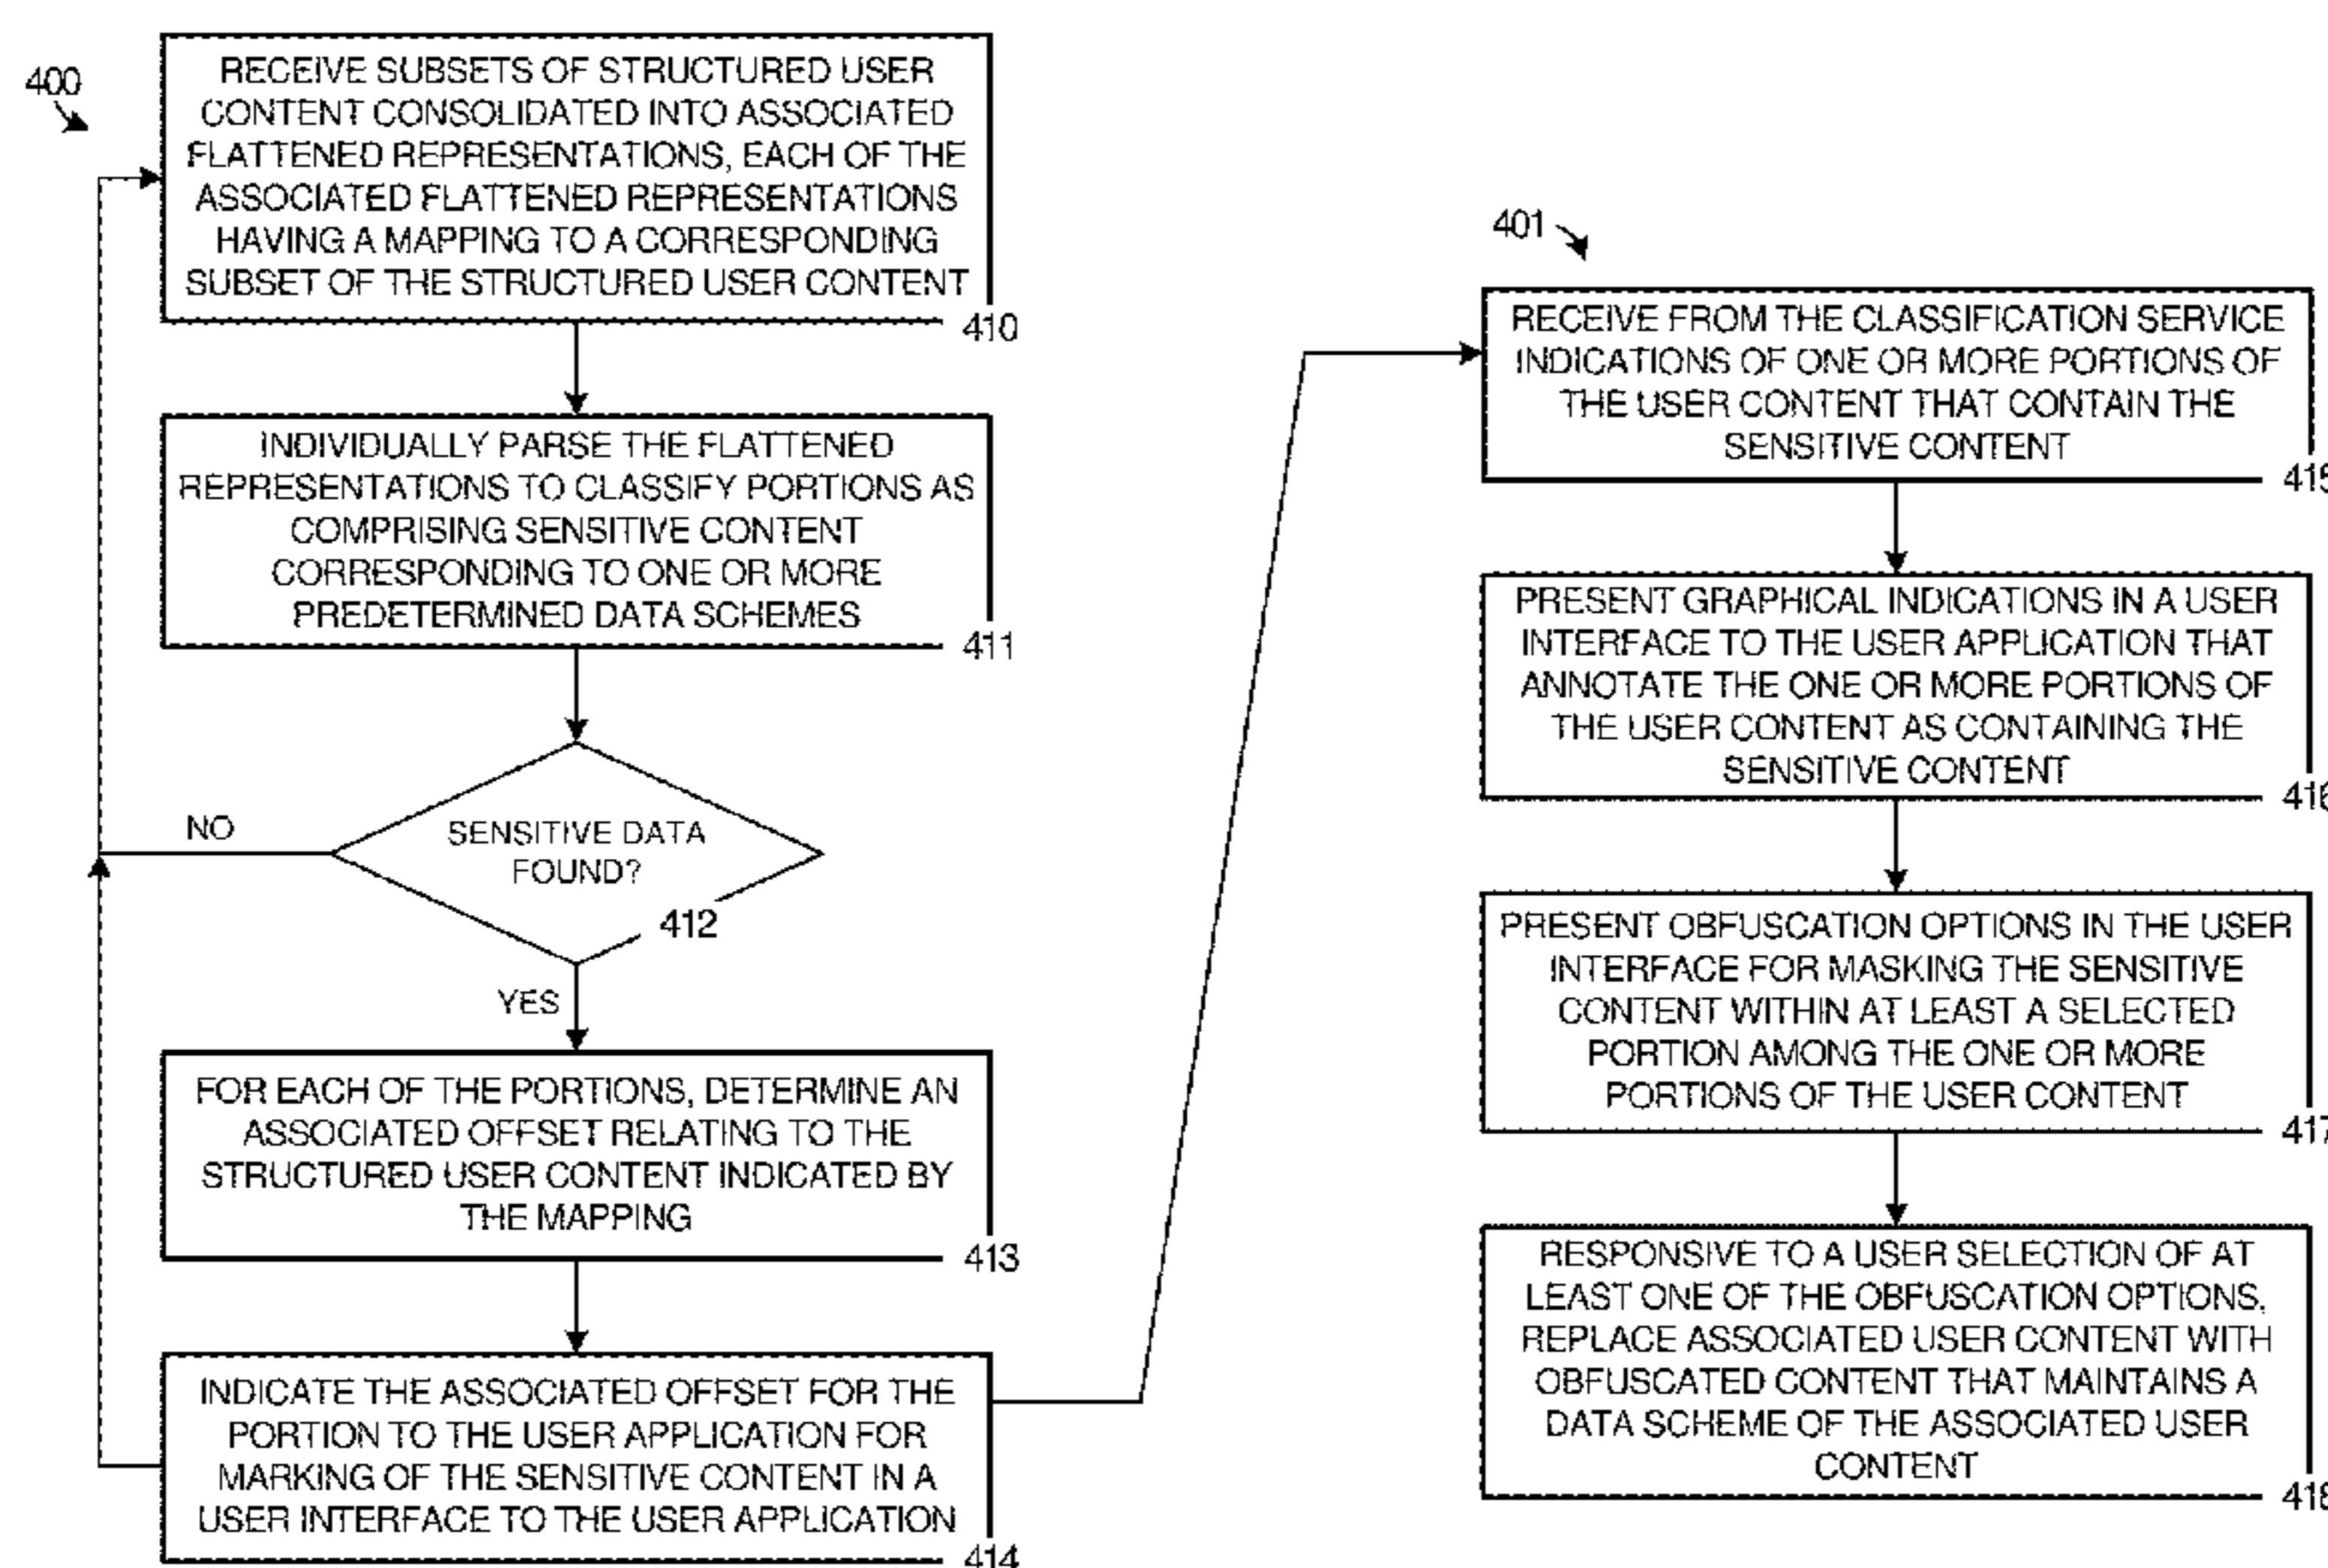 400
RECEIVE SUBSETS OF STRUCTURED USER
CONTENT CONSOLIDATED INTO ASSOCIATED
FLATTENED REPRESENTATIONS, EACH OF THE
ASSOCIATED FLATTENED REPRESENTATIONS
HAVING A MAPPING TO A CORRESPONDING
SUBSET OF THE STRUCTURED USER CONTENT
410
INDIVIDUALLY PARSE THE FLATTENED
REPRESENTATIONS TO CLASSIFY PORTIONS AS
COMPRISING SENSITIVE CONTENT
CORRESPONDING TO ONE OR MORE
PREDETERMINED DATA SCHEMES
411
NO
SENSITIVE DATA
FOUND?
412
YES
FOR EACH OF THE PORTIONS, DETERMINE AN
ASSOCIATED OFFSET RELATING TO THE
STRUCTURED USER CONTENT INDICATED BY
THE MAPPING
413
INDICATE THE ASSOCIATED OFFSET FOR THE
PORTION TO THE USER APPLICATION FOR
MARKING OF THE SENSITIVE CONTENT IN A
USER INTERFACE TO THE USER APPLICATION
414
401
RECEIVE FROM THE CLASSIFICATION SERVICE
INDICATIONS OF ONE OR MORE PORTIONS OF
THE USER CONTENT THAT CONTAIN THE
SENSITIVE CONTENT
415
PRESENT GRAPHICAL INDICATIONS IN A USER
INTERFACE TO THE USER APPLICATION THAT
ANNOTATE THE ONE OR MORE PORTIONS OF
THE USER CONTENT AS CONTAINING THE
SENSITIVE CONTENT
416
PRESENT OBFUSCATION OPTIONS IN THE USER
INTERFACE FOR MASKING THE SENSITIVE
CONTENT WITHIN AT LEAST A SELECTED
PORTION AMONG THE ONE OR MORE
PORTIONS OF THE USER CONTENT
417
RESPONSIVE TO A USER SELECTION OF AT
LEAST ONE OF THE OBFUSCATION OPTIONS,
REPLACE ASSOCIATED USER CONTENT WITH
OBFUSCATED CONTENT THAT MAINTAINS A
DATA SCHEME OF THE ASSOCIATED USER
CONTENT
418